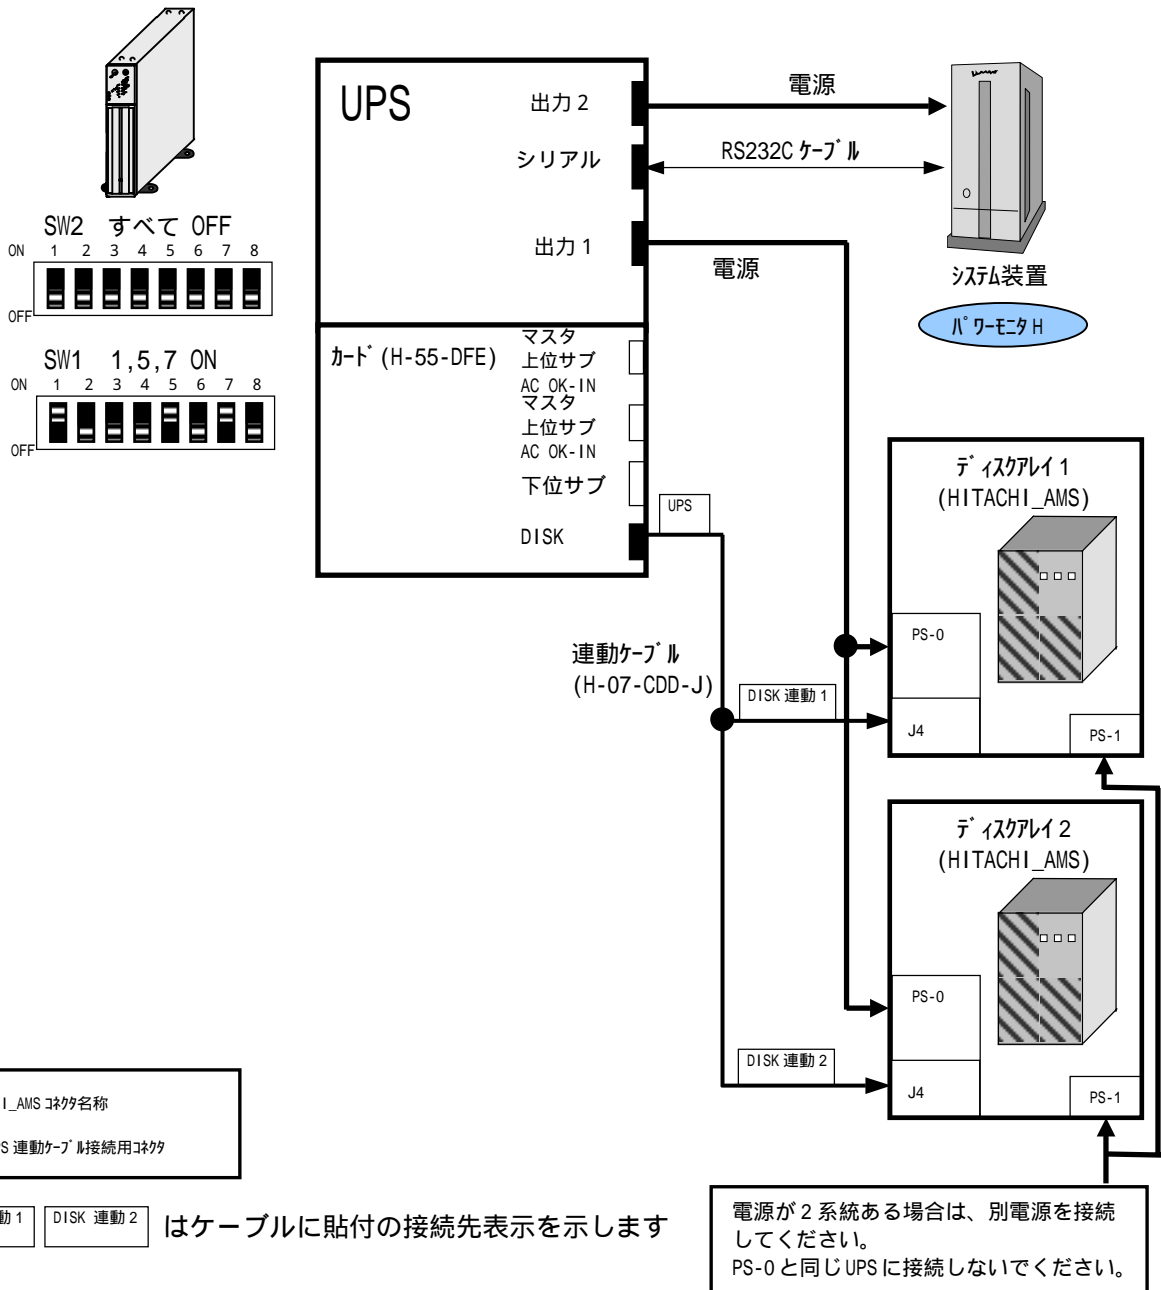 UPS
出力 2
シリアル
出力 1
電源
RS232C ｹｰﾌﾞﾙ
電源
ｼｽﾃﾑ装置
ﾊﾟﾜｰﾓﾆﾀ H
SW2 すべて OFF
ON 1 2 3 4 5 6 7 8
OFF
SW1 1,5,7 ON
ON 1 2 3 4 5 6 7 8
OFF
ｶｰﾄﾞ(H-55-DFE)
マスタ
上位サブ
AC OK-IN
マスタ
上位サブ
AC OK-IN
下位サブ
DISK
UPS
連動ｹｰﾌﾞﾙ
(H-07-CDD-J)
DISK 連動 1
ﾃﾞｨｽｸｱﾚｲ 1
(HITACHI_AMS)
PS-0
J4
PS-1
ﾃﾞｨｽｸｱﾚｲ 2
(HITACHI_AMS)
PS-0
DISK 連動 2
J4
PS-1
I_AMS ｺﾈｸﾀ名称
S 連動ｹｰﾌﾞﾙ接続用ｺﾈｸﾀ
動 1 DISK 連動 2 はケーブルに貼付の接続先表示を示します
電源が 2 系統ある場合は、別電源を接続
してください。
PS-0 と同じ UPS に接続しないでください。